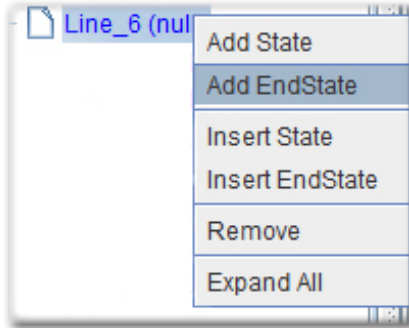 Line_6 (nul
Add State
Add EndState
Insert State
Insert EndState
Remove
Expand All